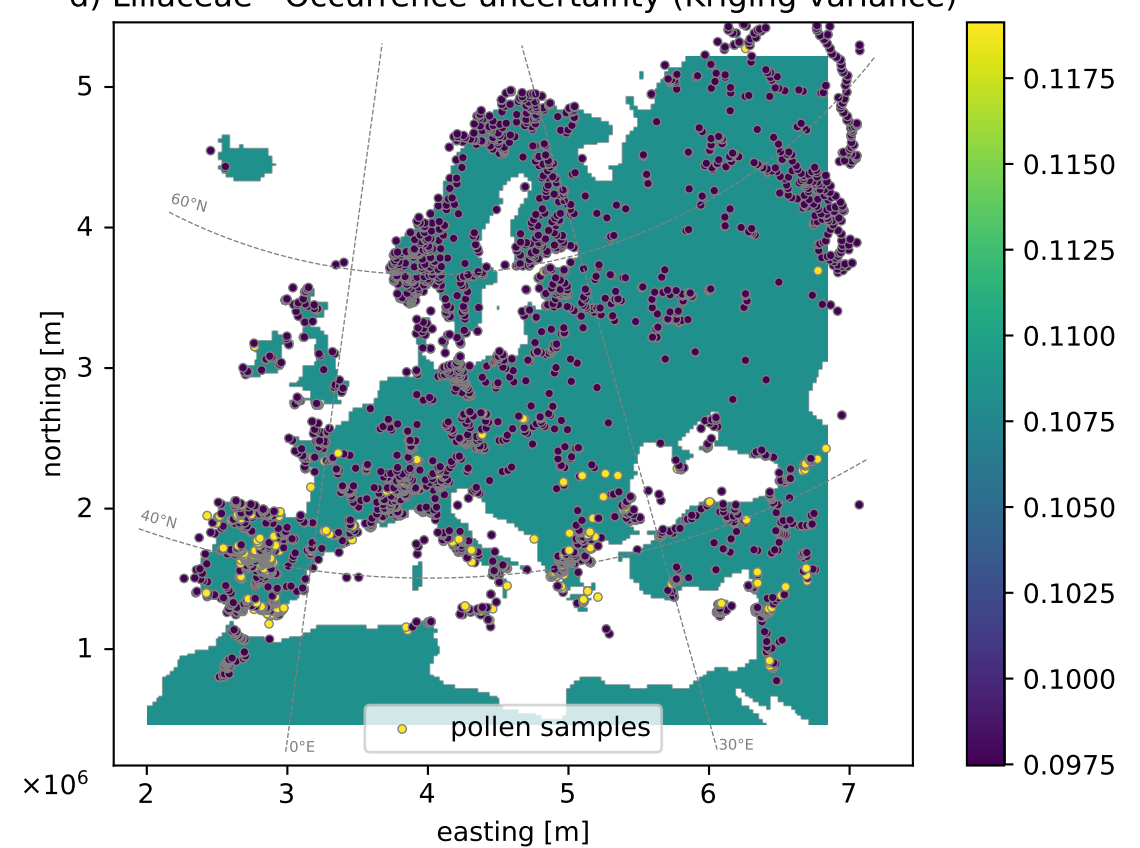 d) Liliaceae - Occurrence uncertainty (Kriging variance)
5
4
3
2
1
northing [m]
60°N
40°N
0°E
30°E
pollen samples
×10⁶
2 3 4 5 6 7
easting [m]
0.1175
0.1150
0.1125
0.1100
0.1075
0.1050
0.1025
0.1000
0.0975